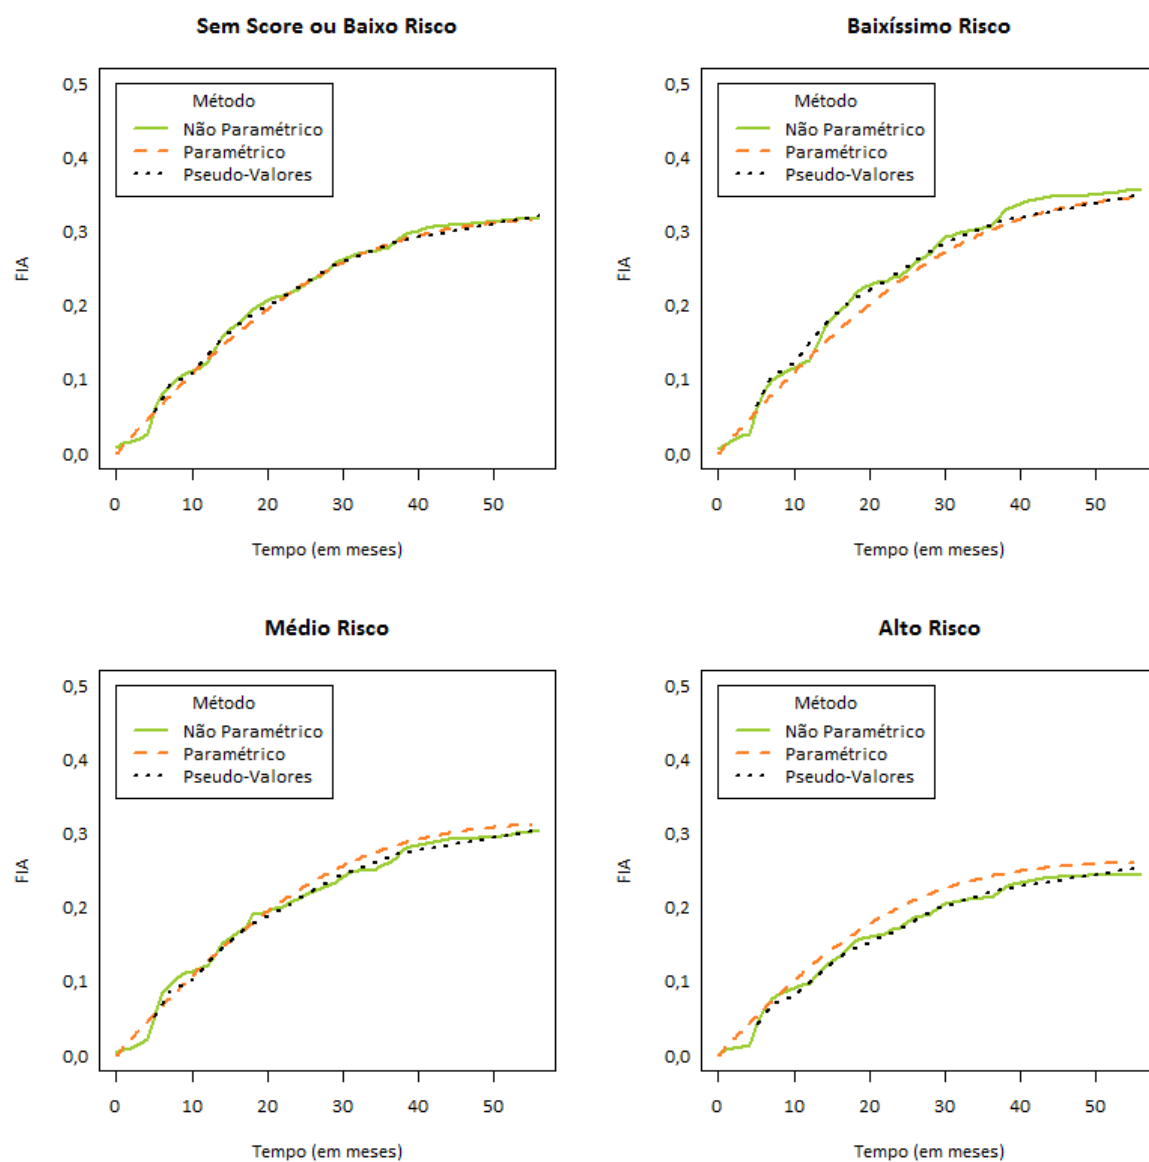 Sem Score ou Baixo Risco
0,5
0,4
0,3
0,2
0,1
0,0
FIA
Método
Não Paramétrico
Paramétrico
Pseudo-Valores
0 10 20 30 40 50
Tempo (em meses)
Baixíssimo Risco
0,5
0,4
0,3
0,2
0,1
0,0
FIA
Método
Não Paramétrico
Paramétrico
Pseudo-Valores
0 10 20 30 40 50
Tempo (em meses)
Médio Risco
0,5
0,4
0,3
0,2
0,1
0,0
FIA
Método
Não Paramétrico
Paramétrico
Pseudo-Valores
0 10 20 30 40 50
Tempo (em meses)
Alto Risco
0,5
0,4
0,3
0,2
0,1
0,0
FIA
Método
Não Paramétrico
Paramétrico
Pseudo-Valores
0 10 20 30 40 50
Tempo (em meses)